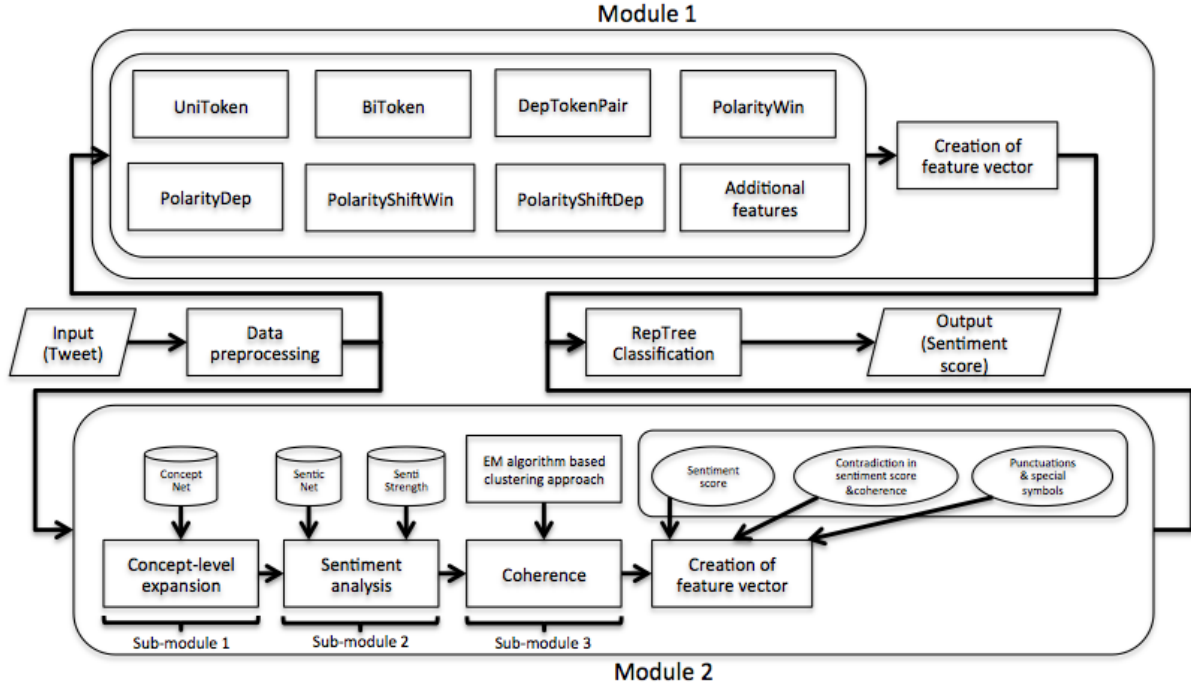 Module 1
UniToken
BiToken
DepTokenPair
PolarityWin
PolarityDep
PolarityShiftWin
PolarityShiftDep
Additional
features
Creation of
feature vector
Input
(Tweet)
Data
preprocessing
RepTree
Classification
Output
(Sentiment
score)
Concept
Net
Sentic
Net
Senti
Strength
EM algorithm based
clustering approach
Sentiment
score
Contradiction in
sentiment score
&coherence
Punctuations
& special
symbols
Concept-level
expansion
Sentiment
analysis
Coherence
Creation of
feature vector
Sub-module 1
Sub-module 2
Sub-module 3
Module 2